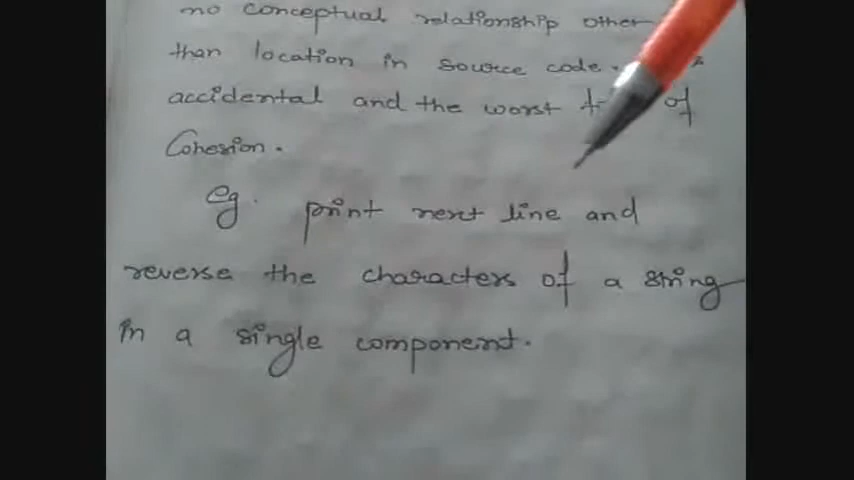 no conceptual relationship other
than location in source code.
accidental and the worst of
Cohesion.
eg. print next line and
reverse the characters of a string
in a single component.